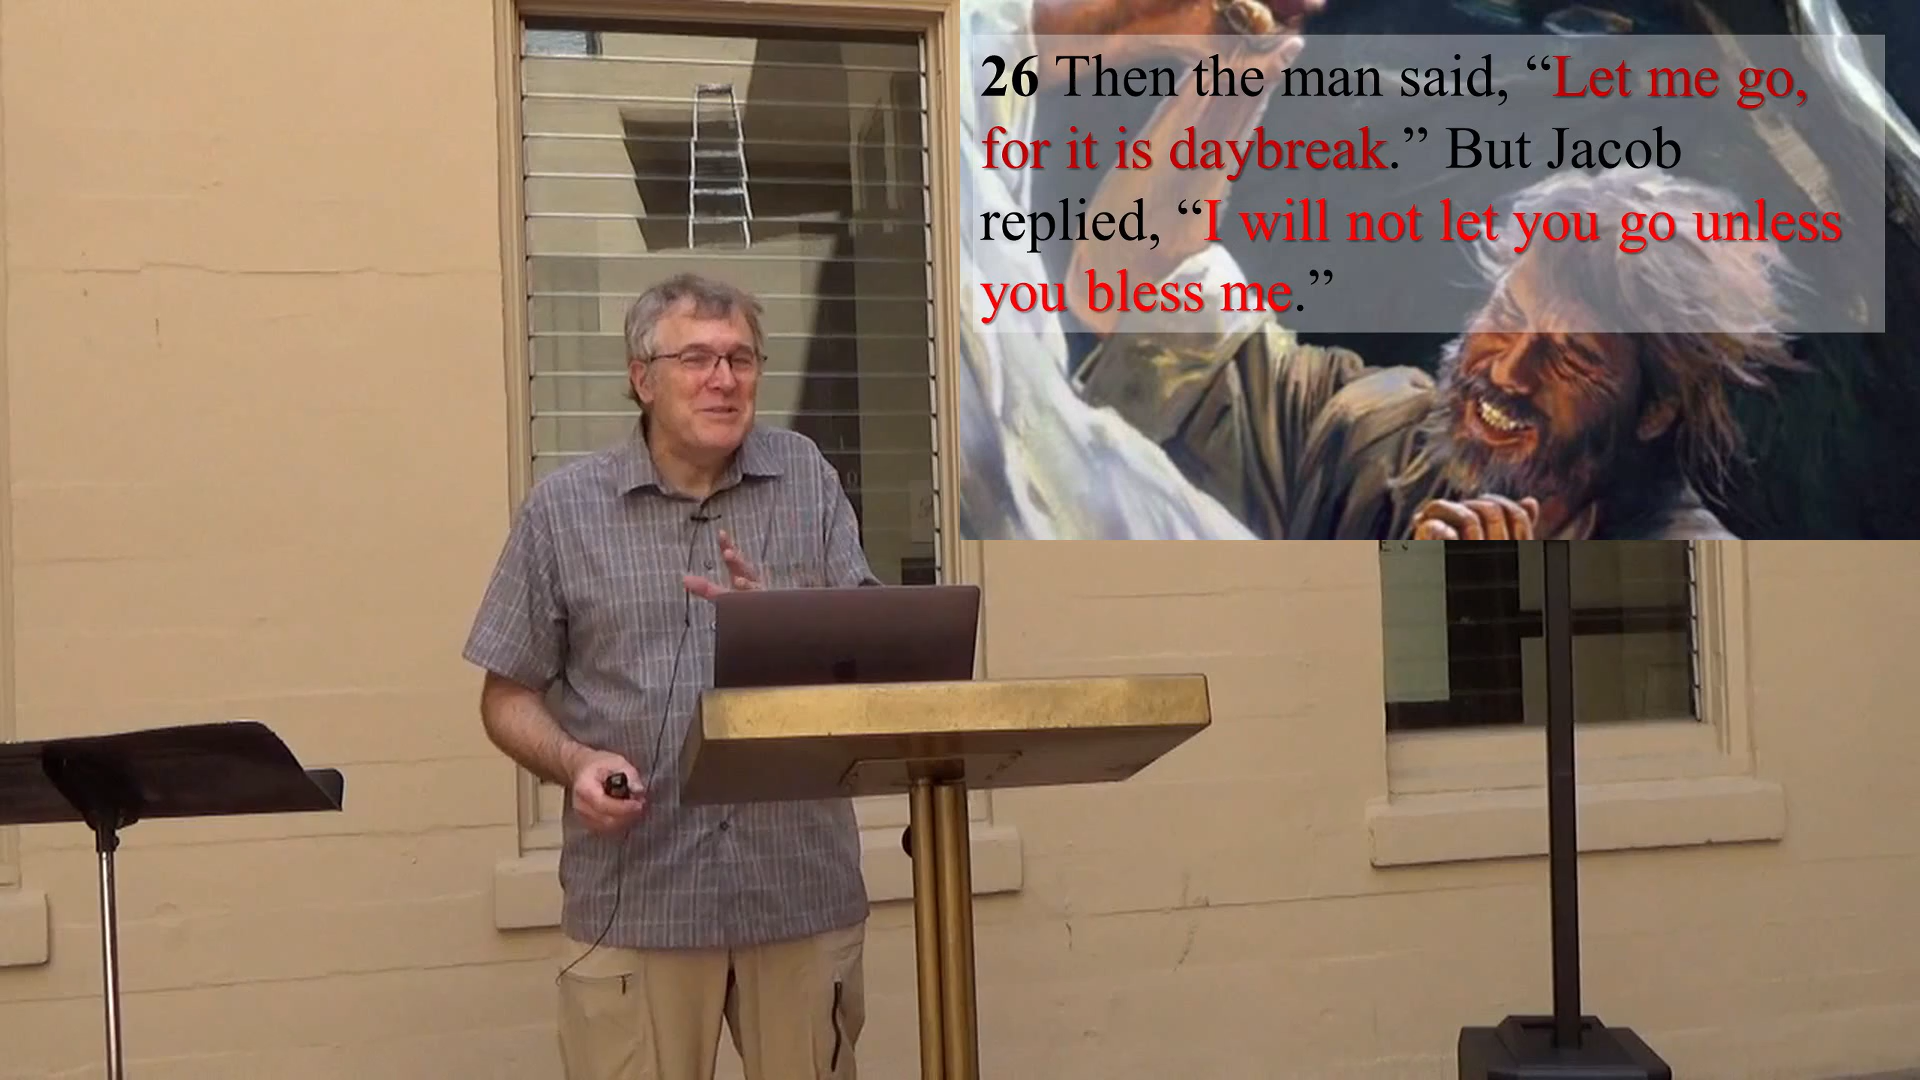 26 Then the man said, “Let me go,
for it is daybreak.” But Jacob
replied, “I will not let you go unless
you bless me.”